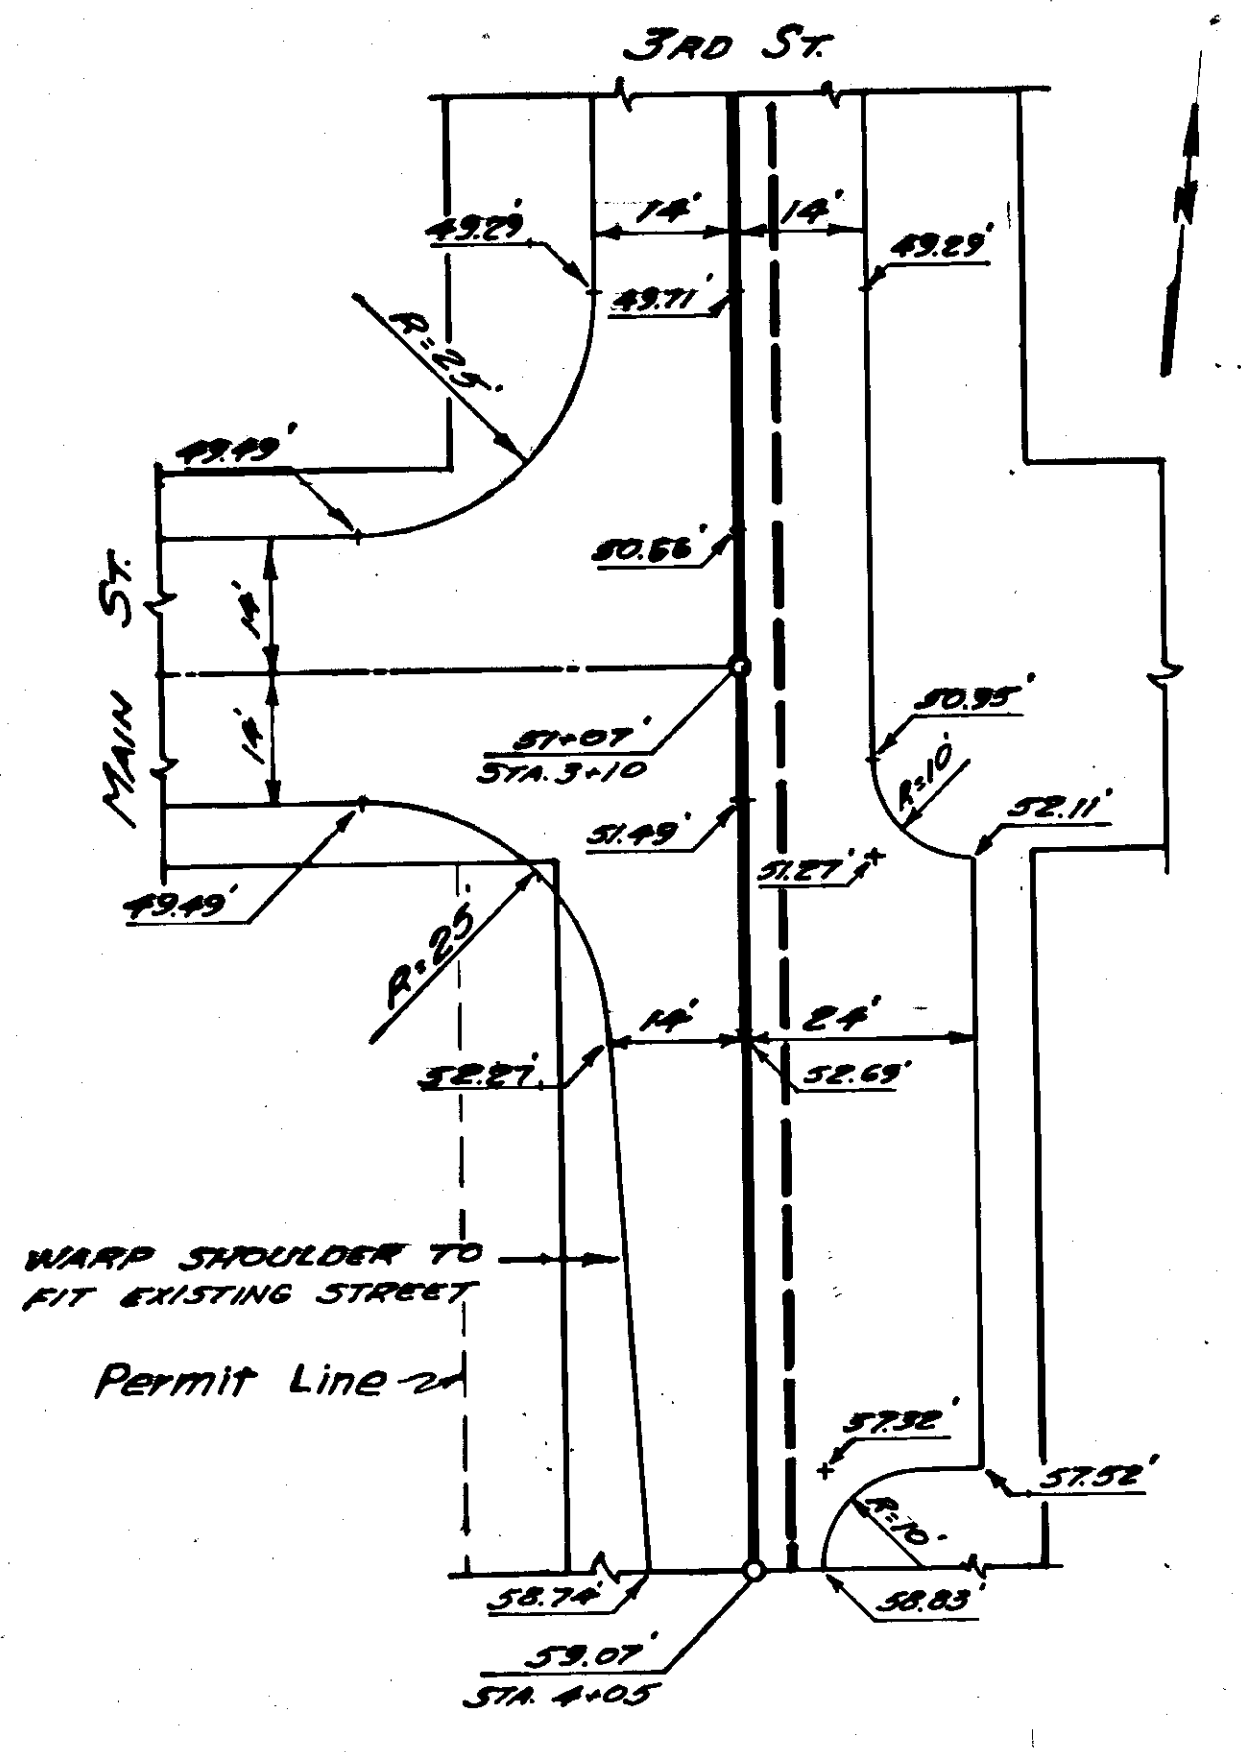 3RD ST.
14'
14'
49.29'
49.29'
49.71'
R=25'
N
49.49'
50.66'
ST.
14'
MAIN
14'
50.95'
51+07'
STA. 3+10
R=10'
52.11'
51.49'
51.27'
49.49'
R=25'
14'
24'
52.27'
52.69'
WARP SHOULDER TO
FIT EXISTING STREET
Permit Line
57.32'
57.52'
R=10'
58.74'
58.83'
59.07'
STA. 4+05